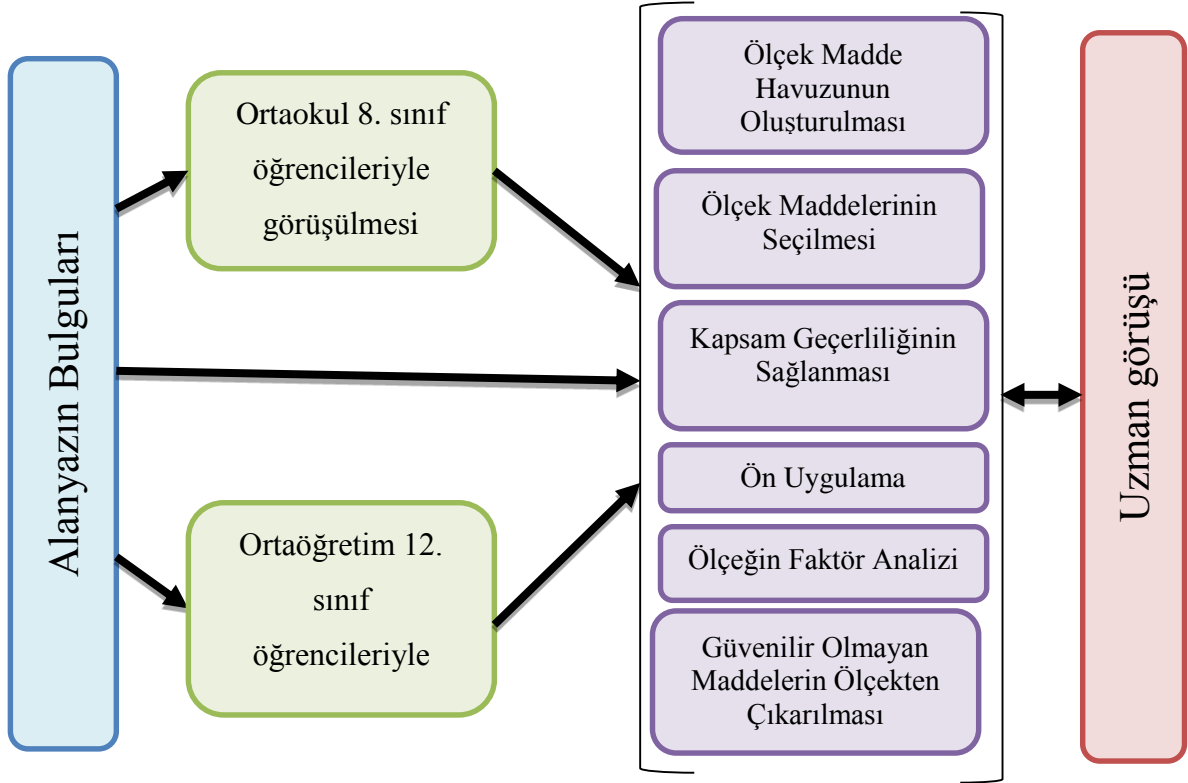 Alanyazın Bulguları
Ortaokul 8. sınıf
öğrencileriyle
görüşülmesi
Ortaöğretim 12.
sınıf
öğrencileriyle
Ölçek Madde
Havuzunun
Oluşturulması
Ölçek Maddelerinin
Seçilmesi
Kapsam Geçerliliğinin
Sağlanması
Ön Uygulama
Ölçeğin Faktör Analizi
Güvenilir Olmayan
Maddelerin Ölçekten
Çıkarılması
Uzman görüşü